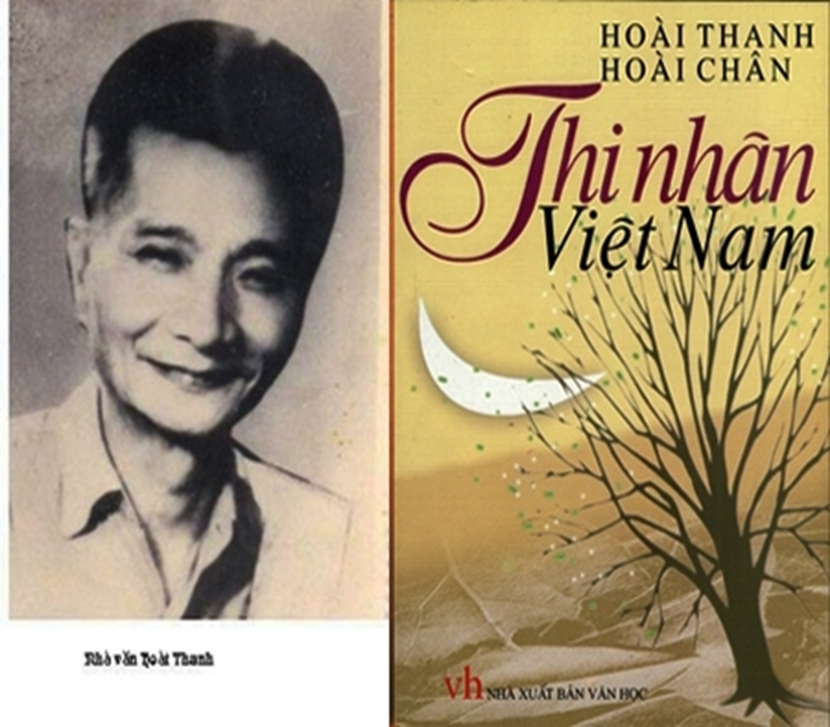 Nhà văn Hoài Thanh
HOÀI THANH
HOÀI CHÂN
Thi nhân
Việt Nam
vh NHÀ XUẤT BẢN VĂN HỌC